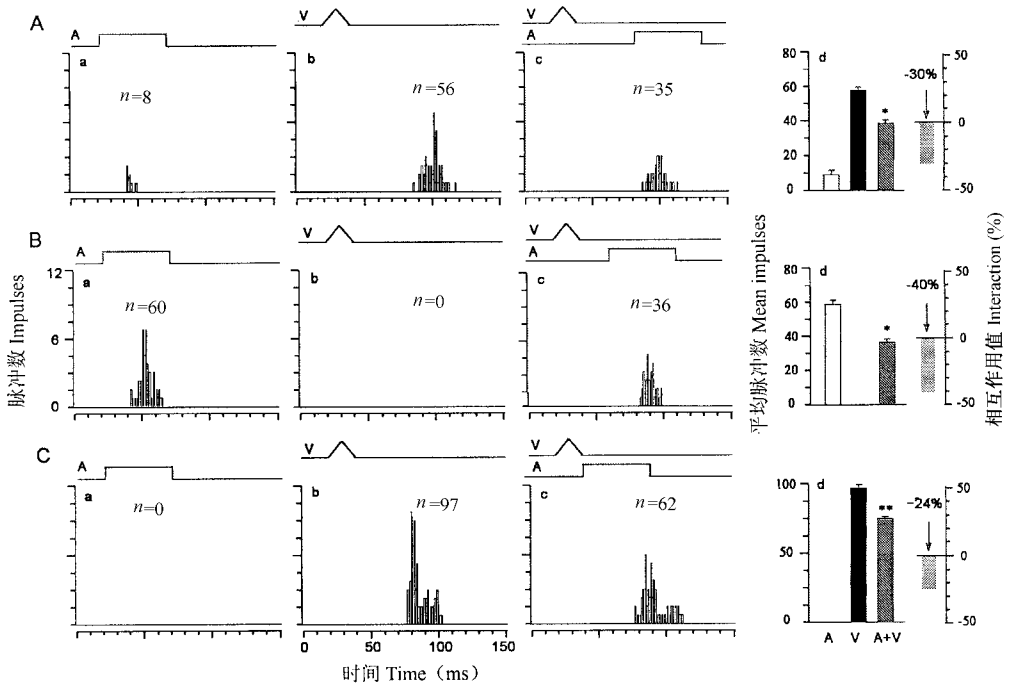 A
A
a
n=8
V
b
n=56
V
A
c
n=35
80
60
40
20
0
d
*
-30%
50
0
-50
B
A
a
n=60
12
6
0
V
b
n=0
V
A
c
n=36
80
60
40
20
0
d
*
-40%
50
0
-50
脉冲数 Impulses
平均脉冲数 Mean impulses
相互作用值 Interaction (%)
C
A
a
n=0
V
b
n=97
0 50 100 150
V
A
c
n=62
100
50
0
d
**
-24%
50
0
-50
A V A+V
时间 Time（ms）